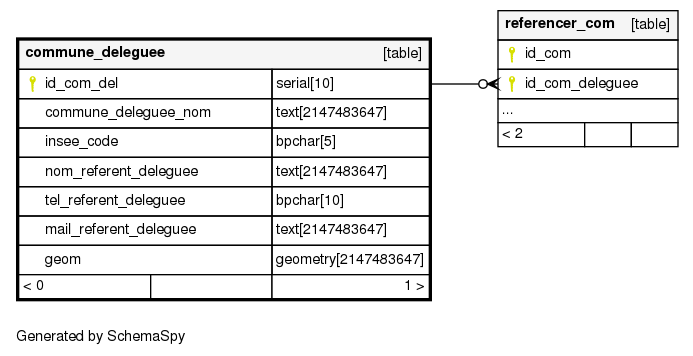 commune_deleguee [table]
id_com_del serial[10]
commune_deleguee_nom text[2147483647]
insee_code bpchar[5]
nom_referent_deleguee text[2147483647]
tel_referent_deleguee bpchar[10]
mail_referent_deleguee text[2147483647]
geom geometry[2147483647]
< 0 1 >
referencer_com [table]
id_com
id_com_deleguee
...
< 2
Generated by SchemaSpy